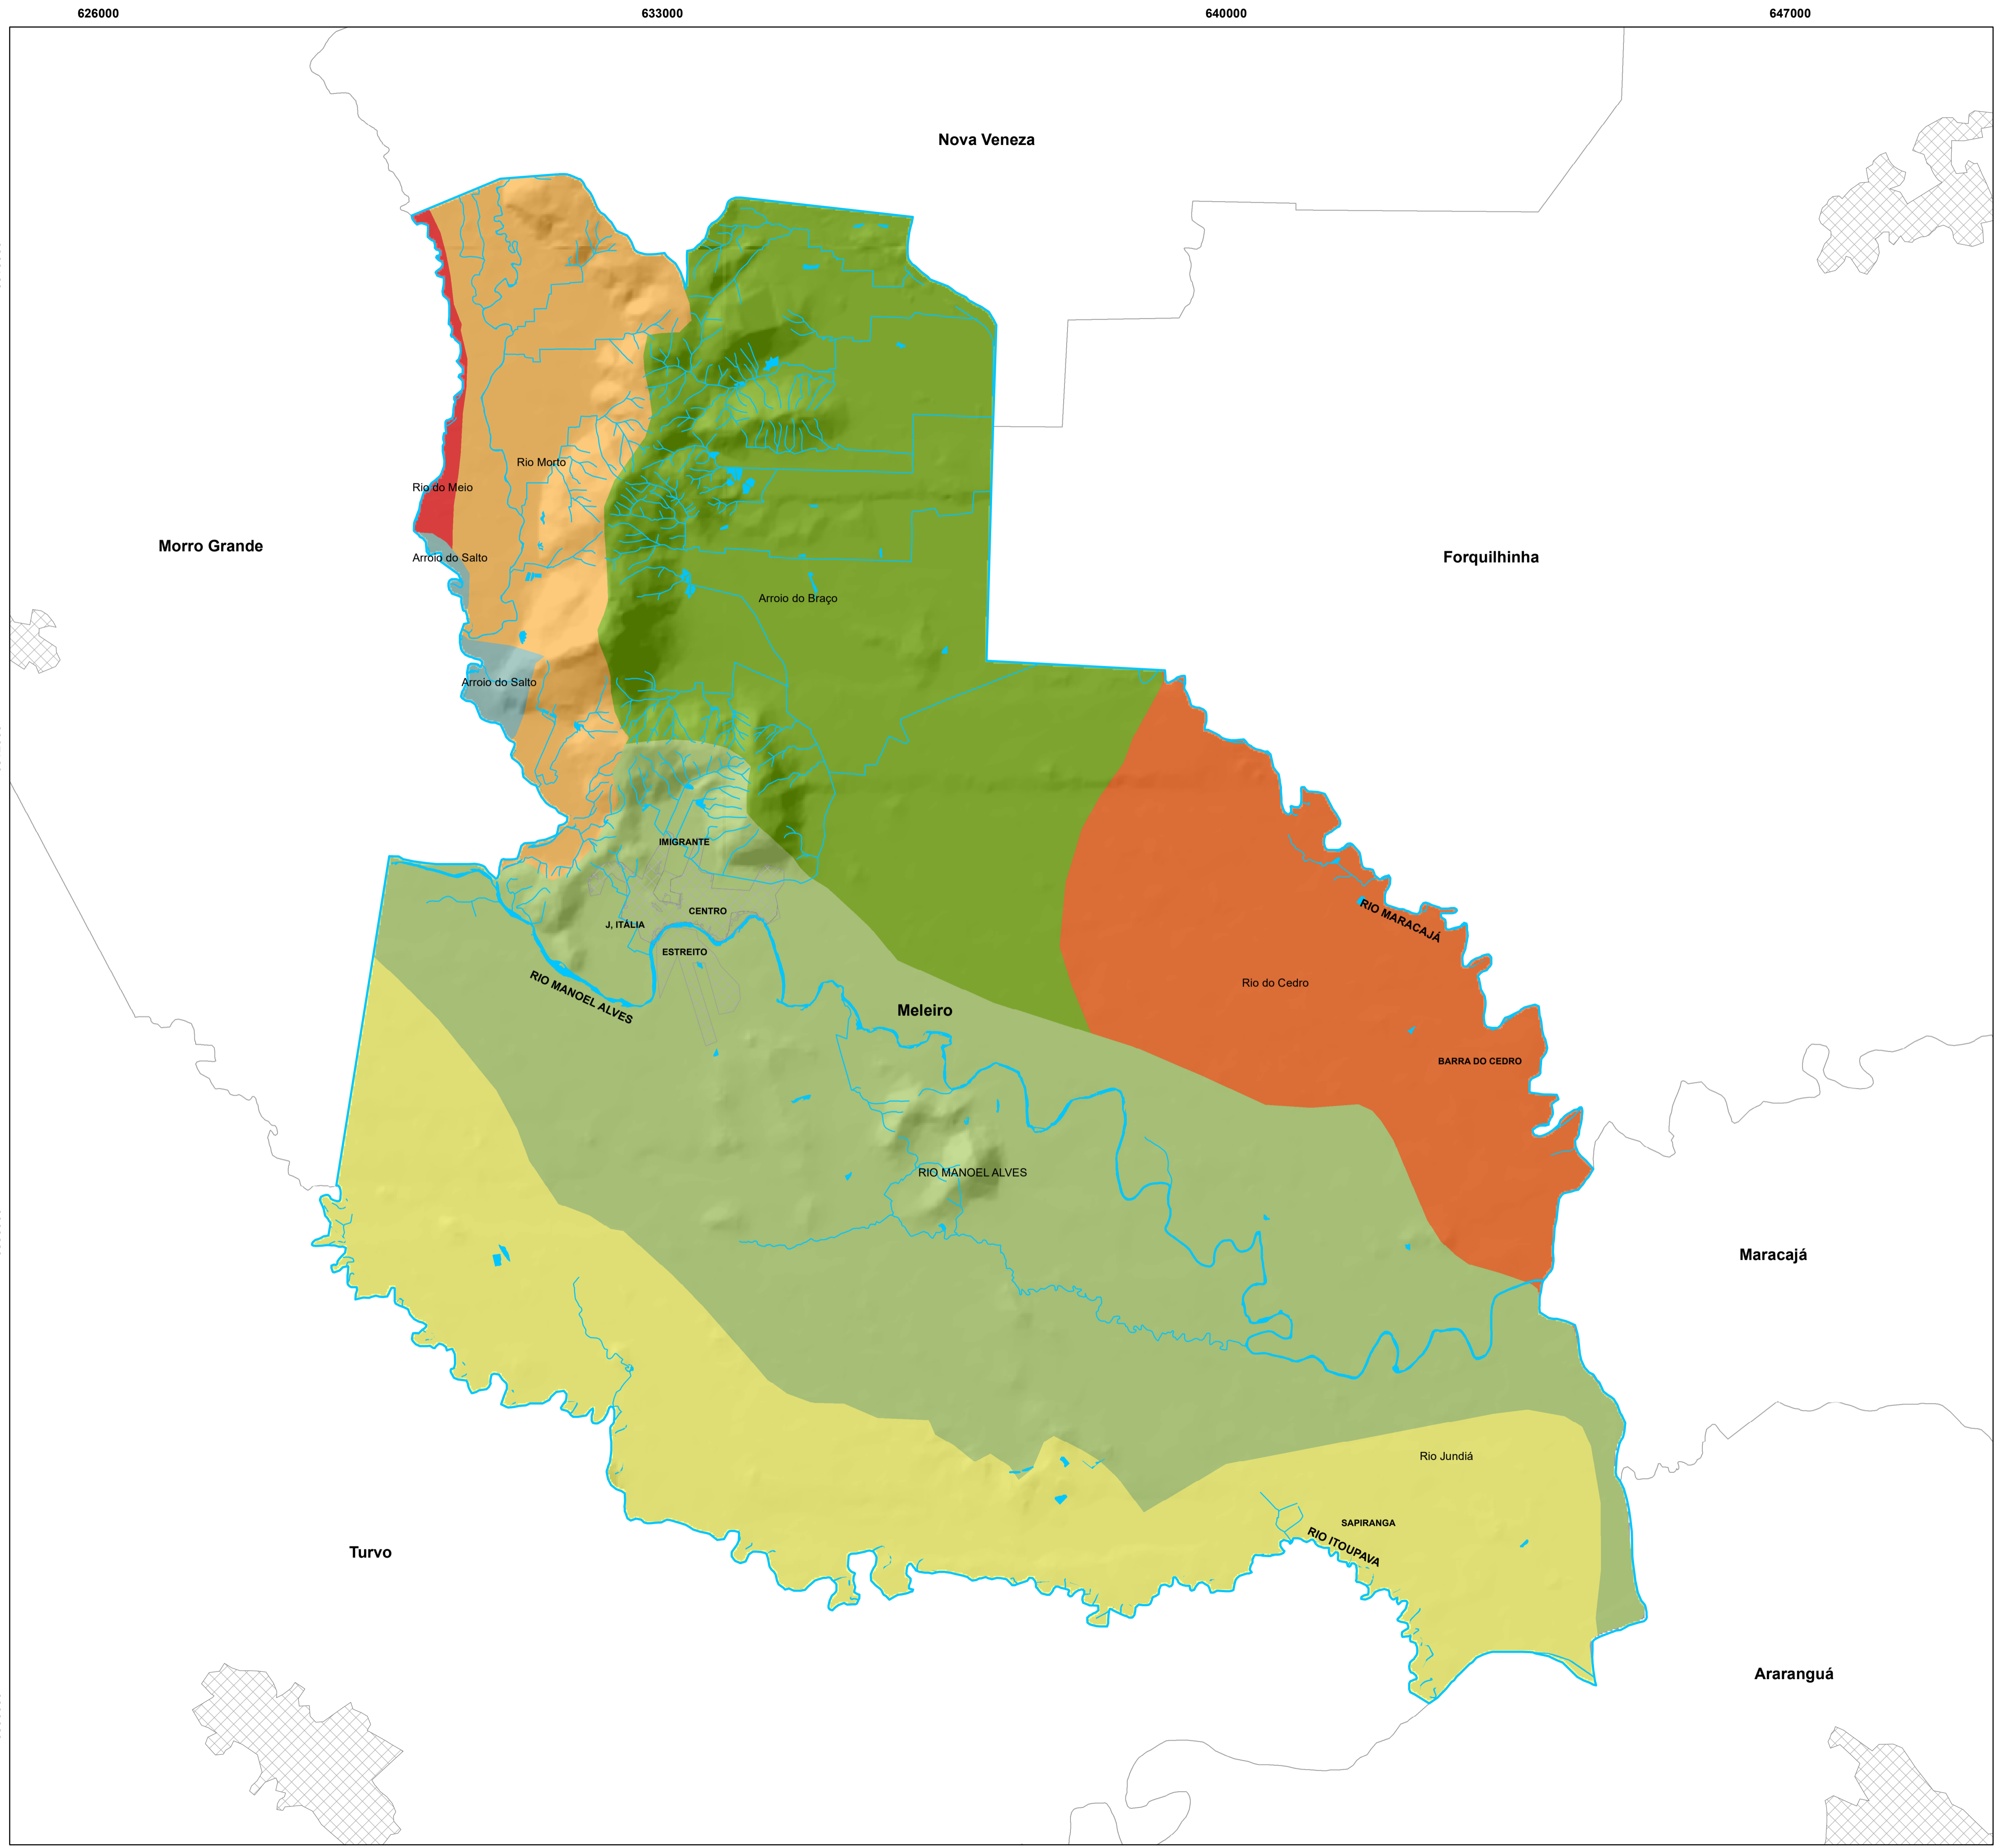 626000 633000 640000 647000
Nova Veneza
Rio Morto
Rio do Meio
Morro Grande
Arroio do Salto
Forquilhinha
Arroio do Braço
Arroio do Salto
IMIGRANTE
CENTRO
J, ITÁLIA
RIO MARACAJÁ
ESTREITO
Rio do Cedro
RIO MANOEL ALVES
Meleiro
BARRA DO CEDRO
RIO MANOEL ALVES
Maracajá
Rio Jundiá
SAPIRANGA
RIO ITOUPAVA
Turvo
Araranguá